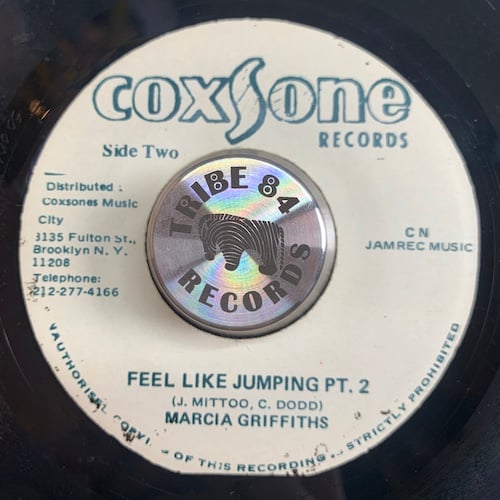 coxsone
RECORDS
Side Two
Distributed :
Coxsones Music
City
3135 Fulton St.,
Brooklyn N. Y.
11208
Telephone:
212-277-4166
C N
JAMREC MUSIC
TRIBE 84
RECORDS
FEEL LIKE JUMPING PT. 2
(J. MITTOO, C. DODD)
MARCIA GRIFFITHS
OF THIS RECORDING IS STRICTLY PROHIBITED